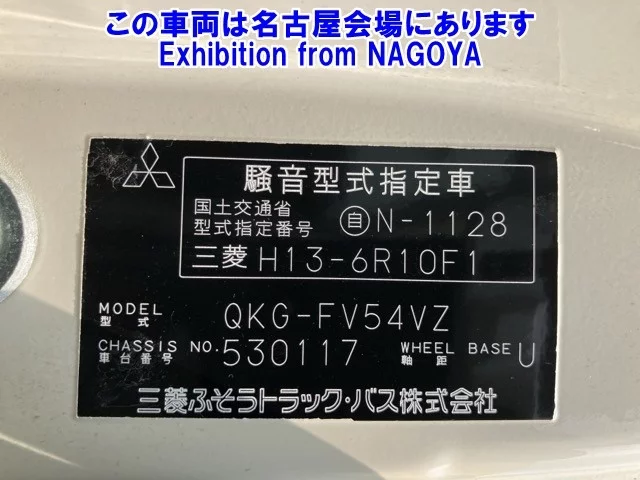 この車両は名古屋会場にあります
Exhibition from NAGOYA
騒音型式指定車
国土交通省
型式指定番号 自N-1128
三菱 H13-6R10F1
MODEL
型式 QKG-FV54VZ
CHASSIS NO.
車台番号 530117 WHEEL BASE
軸距 U
三菱ふそうトラック・バス株式会社